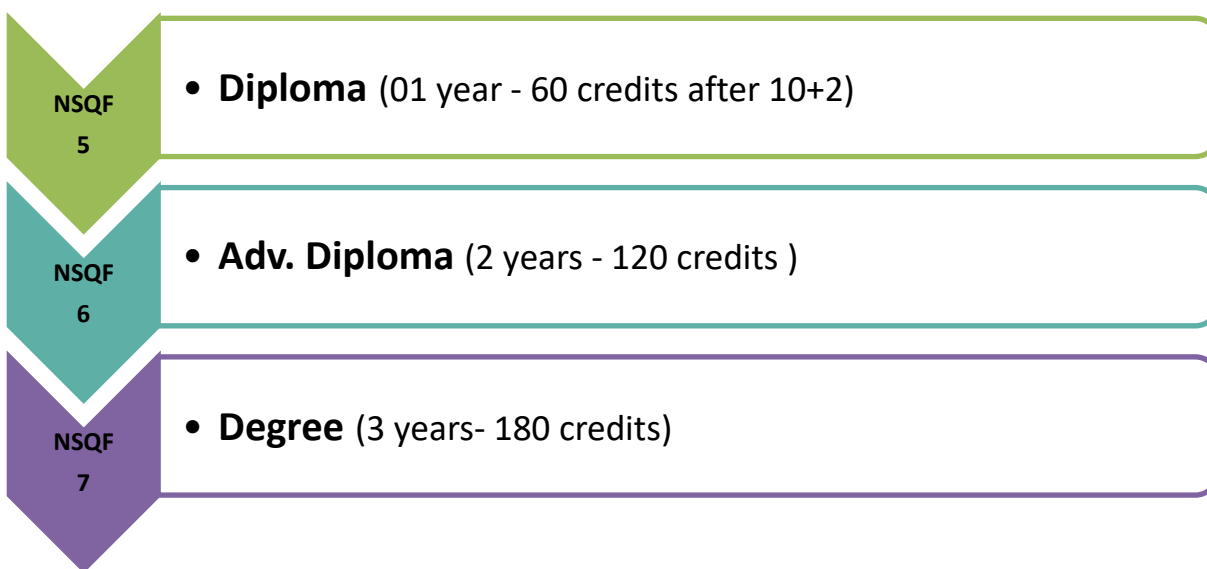 NSQF
5
• Diploma (01 year - 60 credits after 10+2)
NSQF
6
• Adv. Diploma (2 years - 120 credits )
NSQF
7
• Degree (3 years- 180 credits)